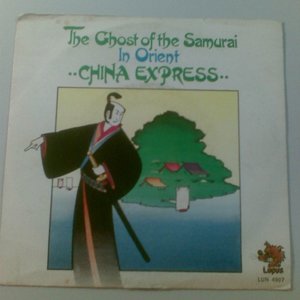 The Ghost of the Samurai
In Orient
..CHINA EXPRESS..
Lupus
LUN 4907